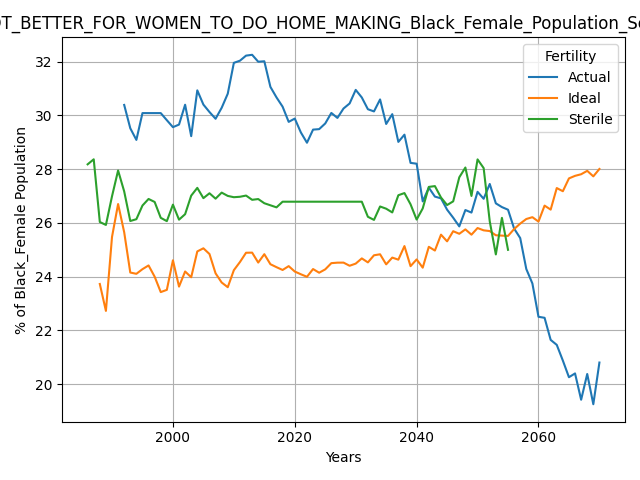 OT_BETTER_FOR_WOMEN_TO_DO_HOME_MAKING_Black_Female_Population_Se
Fertility
Actual
Ideal
Sterile
% of Black_Female Population
32
30
28
26
24
22
20
2000
2020
2040
2060
Years